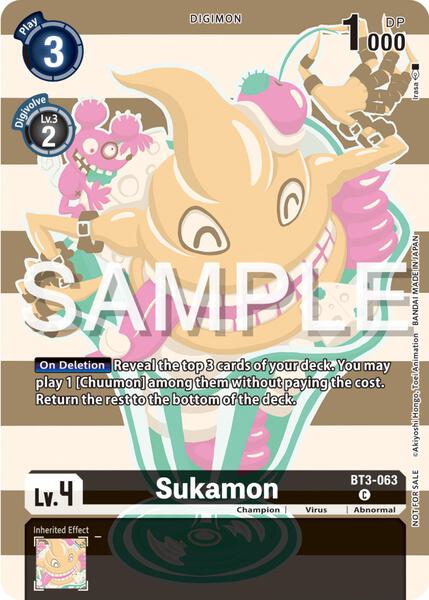 DIGIMON
Play
3
DP
1000
Digivolve
Lv.3
2
Irasa
SAMPLE
On Deletion Reveal the top 3 cards of your deck. You may
play 1 [Chuumon] among them without paying the cost.
Return the rest to the bottom of the deck.
©Akiyoshi Hongo, Toei Animation BANDAI MADE IN JAPAN
NOT FOR SALE
Lv.4
Sukamon
BT3-063
C
Champion
Virus
Abnormal
Inherited Effect
–